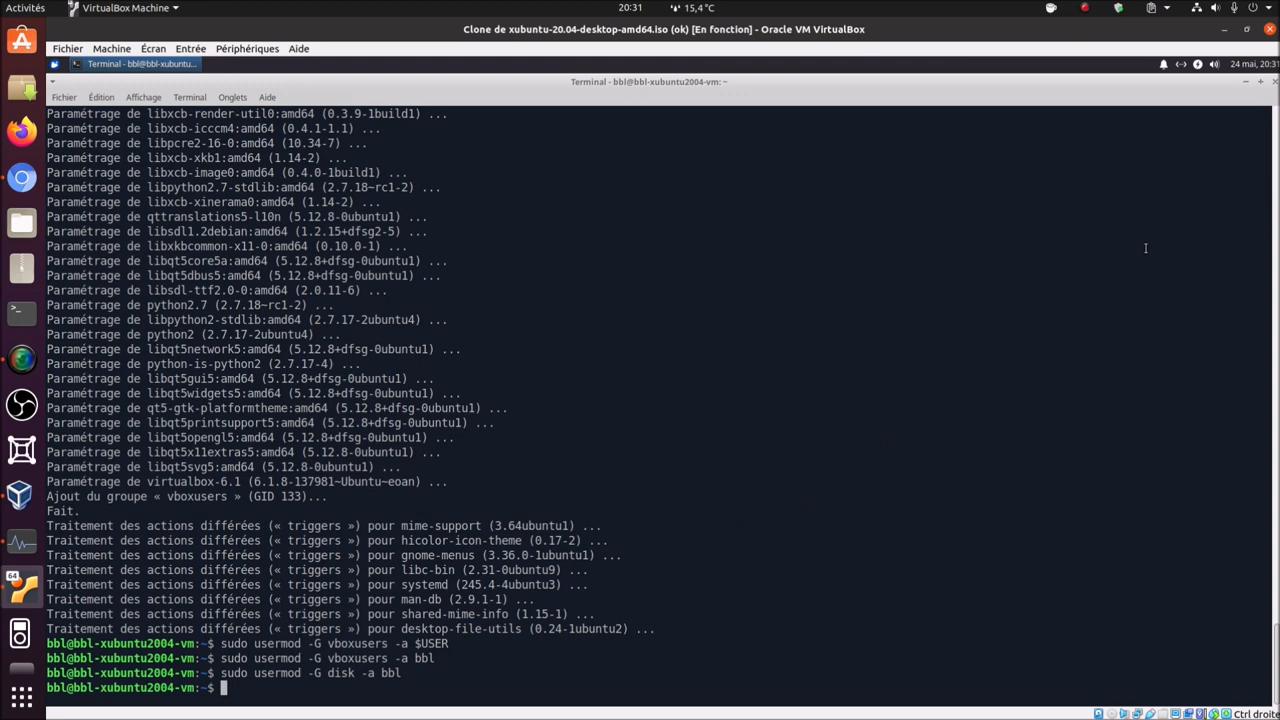 Activités
VirtualBox Machine
20:31
15,4 °C
Clone de xubuntu-20.04-desktop-amd64.iso (ok) [En fonction] - Oracle VM VirtualBox
Fichier Machine Écran Entrée Périphériques Aide
Terminal - bbl@bbl-xubuntu...
24 mai, 20:31
Terminal - bbl@bbl-xubuntu2004-vm: ~
Fichier Édition Affichage Terminal Onglets Aide
Paramétrage de libxcb-render-util0:amd64 (0.3.9-1build1) ...
Paramétrage de libxcb-icccm4:amd64 (0.4.1-1.1) ...
Paramétrage de libpcre2-16-0:amd64 (10.34-7) ...
Paramétrage de libxcb-xkb1:amd64 (1.14-2) ...
Paramétrage de libxcb-image0:amd64 (0.4.0-1build1) ...
Paramétrage de libpython2.7-stdlib:amd64 (2.7.18~rc1-2) ...
Paramétrage de libxcb-xinerama0:amd64 (1.14-2) ...
Paramétrage de qttranslations5-l10n (5.12.8-0ubuntu1) ...
Paramétrage de libsdl1.2debian:amd64 (1.2.15+dfsg2-5) ...
Paramétrage de libxkbcommon-x11-0:amd64 (0.10.0-1) ...
Paramétrage de libqt5core5a:amd64 (5.12.8+dfsg-0ubuntu1) ...
Paramétrage de libqt5dbus5:amd64 (5.12.8+dfsg-0ubuntu1) ...
Paramétrage de libsdl-ttf2.0-0:amd64 (2.0.11-6) ...
Paramétrage de python2.7 (2.7.18~rc1-2) ...
Paramétrage de libpython2-stdlib:amd64 (2.7.17-2ubuntu4) ...
Paramétrage de python2 (2.7.17-2ubuntu4) ...
Paramétrage de libqt5network5:amd64 (5.12.8+dfsg-0ubuntu1) ...
Paramétrage de python-is-python2 (2.7.17-4) ...
Paramétrage de libqt5gui5:amd64 (5.12.8+dfsg-0ubuntu1) ...
Paramétrage de libqt5widgets5:amd64 (5.12.8+dfsg-0ubuntu1) ...
Paramétrage de qt5-gtk-platformtheme:amd64 (5.12.8+dfsg-0ubuntu1) ...
Paramétrage de libqt5printsupport5:amd64 (5.12.8+dfsg-0ubuntu1) ...
Paramétrage de libqt5opengl5:amd64 (5.12.8+dfsg-0ubuntu1) ...
Paramétrage de libqt5x11extras5:amd64 (5.12.8-0ubuntu1) ...
Paramétrage de libqt5svg5:amd64 (5.12.8-0ubuntu1) ...
Paramétrage de virtualbox-6.1 (6.1.8-137981~Ubuntu~eoan) ...
Ajout du groupe « vboxusers » (GID 133)...
Fait.
Traitement des actions différées (« triggers ») pour mime-support (3.64ubuntu1) ...
Traitement des actions différées (« triggers ») pour hicolor-icon-theme (0.17-2) ...
Traitement des actions différées (« triggers ») pour gnome-menus (3.36.0-1ubuntu1) ...
Traitement des actions différées (« triggers ») pour libc-bin (2.31-0ubuntu9) ...
Traitement des actions différées (« triggers ») pour systemd (245.4-4ubuntu3) ...
Traitement des actions différées (« triggers ») pour man-db (2.9.1-1) ...
Traitement des actions différées (« triggers ») pour shared-mime-info (1.15-1) ...
Traitement des actions différées (« triggers ») pour desktop-file-utils (0.24-1ubuntu2) ...
bbl@bbl-xubuntu2004-vm:~$ sudo usermod -G vboxusers -a $USER
bbl@bbl-xubuntu2004-vm:~$ sudo usermod -G vboxusers -a bbl
bbl@bbl-xubuntu2004-vm:~$ sudo usermod -G disk -a bbl
bbl@bbl-xubuntu2004-vm:~$
64
Ctrl droite